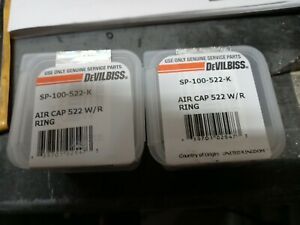 USE ONLY GENUINE SERVICE PARTS
DEVILBISS
SP-100-522-K
AIR CAP 522 W/R
RING
USE ONLY GENUINE SERVICE PARTS
DEVILBISS
SP-100-522-K
AIR CAP 522 W/R
RING
Country of Origin: UNITED KINGDOM